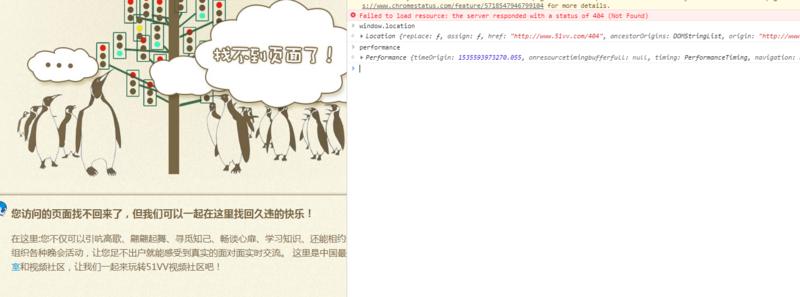 找不到页面了！
...
您访问的页面找不回来了，但我们可以一起在这里找回久违的快乐！
在这里:您不仅可以引吭高歌、翩翩起舞、寻觅知己、畅谈心扉、学习知识、还能相约
组织各种晚会活动，让您足不出户就能感受到真实的面对面实时交流。 这里是中国最
室和视频社区，让我们一起来玩转51VV视频社区吧！
s://www.chromestatus.com/feature/5718547946799104 for more details.
Failed to load resource: the server responded with a status of 404 (Not Found)
window.location
Location {replace: ƒ, assign: ƒ, href: "http://www.51vv.com/404", ancestorOrigins: DOMStringList, origin: "http://www
performance
Performance {timeOrigin: 1535593973270.055, onresourcetimingbufferfull: null, timing: PerformanceTiming, navigation: